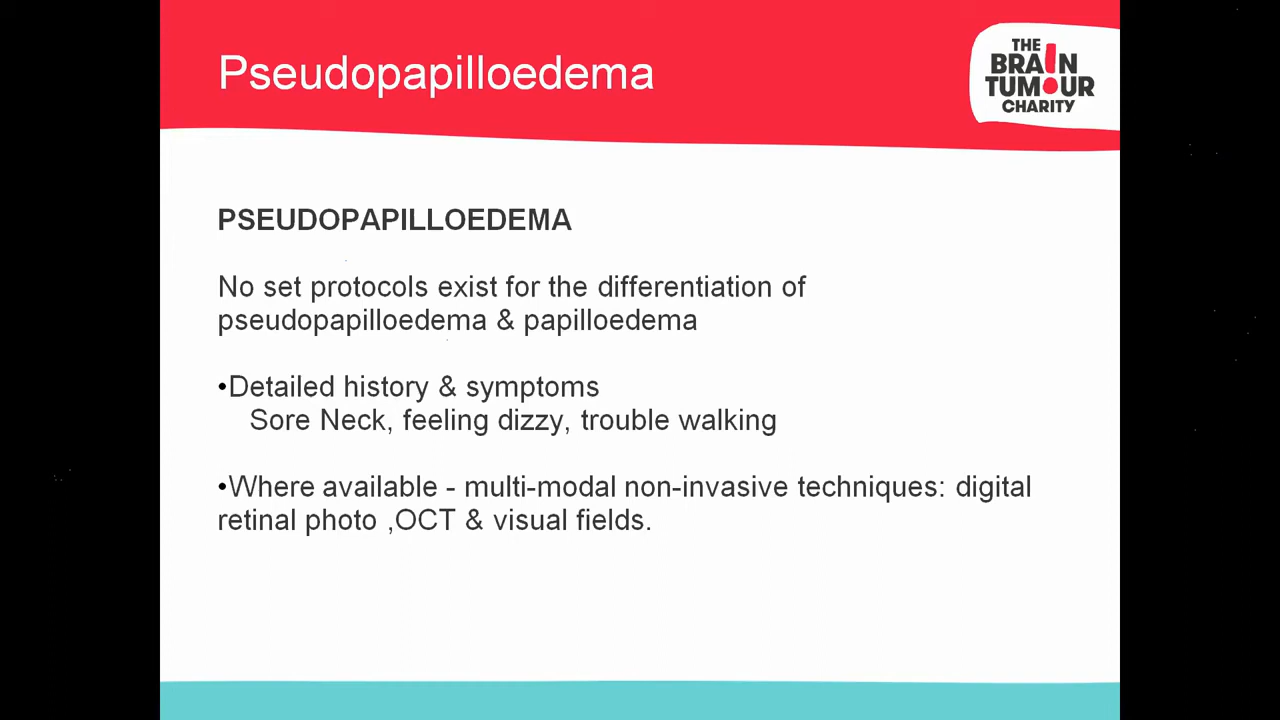 Pseudopapilloedema
THE
BRAIN
TUMOUR
CHARITY
PSEUDOPAPILLOEDEMA
No set protocols exist for the differentiation of
pseudopapilloedema & papilloedema
•Detailed history & symptoms
Sore Neck, feeling dizzy, trouble walking
•Where available - multi-modal non-invasive techniques: digital
retinal photo ,OCT & visual fields.